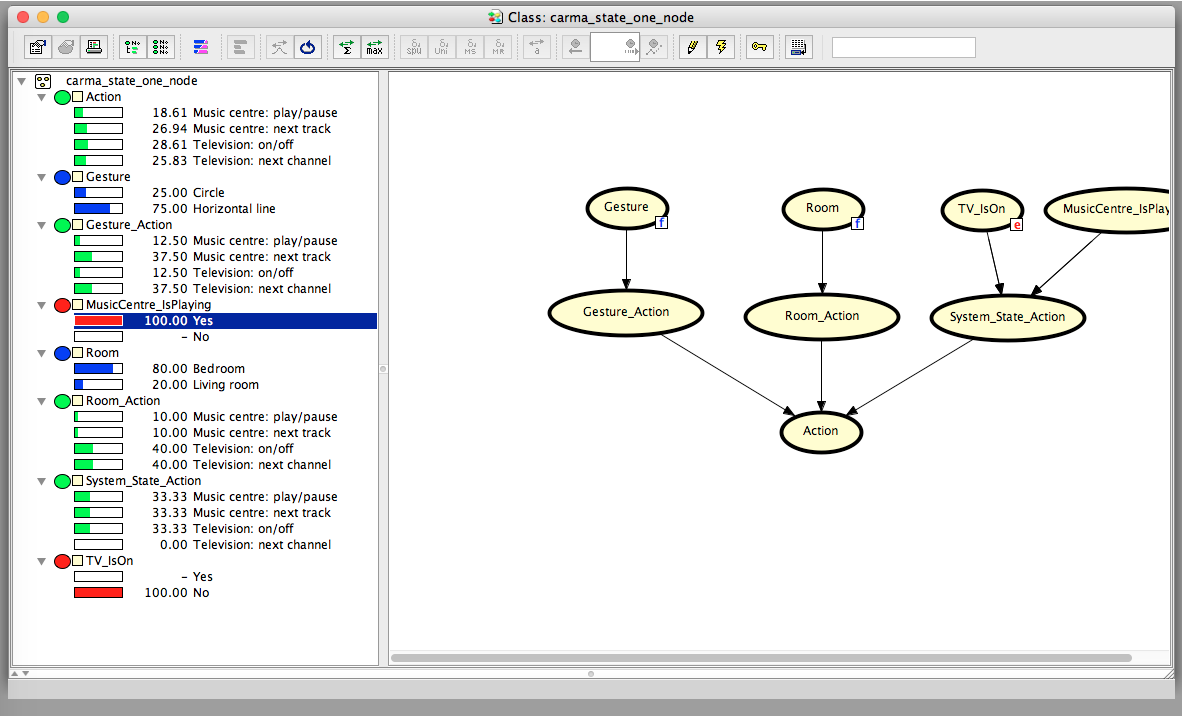 Class: carma_state_one_node
Σ max δu Spu δu Uni δu MS δu MR a
carma_state_one_node
Action
18.61 Music centre: play/pause
26.94 Music centre: next track
28.61 Television: on/off
25.83 Television: next channel
Gesture
25.00 Circle
75.00 Horizontal line
Gesture_Action
12.50 Music centre: play/pause
37.50 Music centre: next track
12.50 Television: on/off
37.50 Television: next channel
MusicCentre_IsPlaying
100.00 Yes
- No
Room
80.00 Bedroom
20.00 Living room
Room_Action
10.00 Music centre: play/pause
10.00 Music centre: next track
40.00 Television: on/off
40.00 Television: next channel
System_State_Action
33.33 Music centre: play/pause
33.33 Music centre: next track
33.33 Television: on/off
0.00 Television: next channel
TV_IsOn
- Yes
100.00 No
Gesture
f
Room
f
TV_IsOn
e
MusicCentre_IsPlay
Gesture_Action
Room_Action
System_State_Action
Action